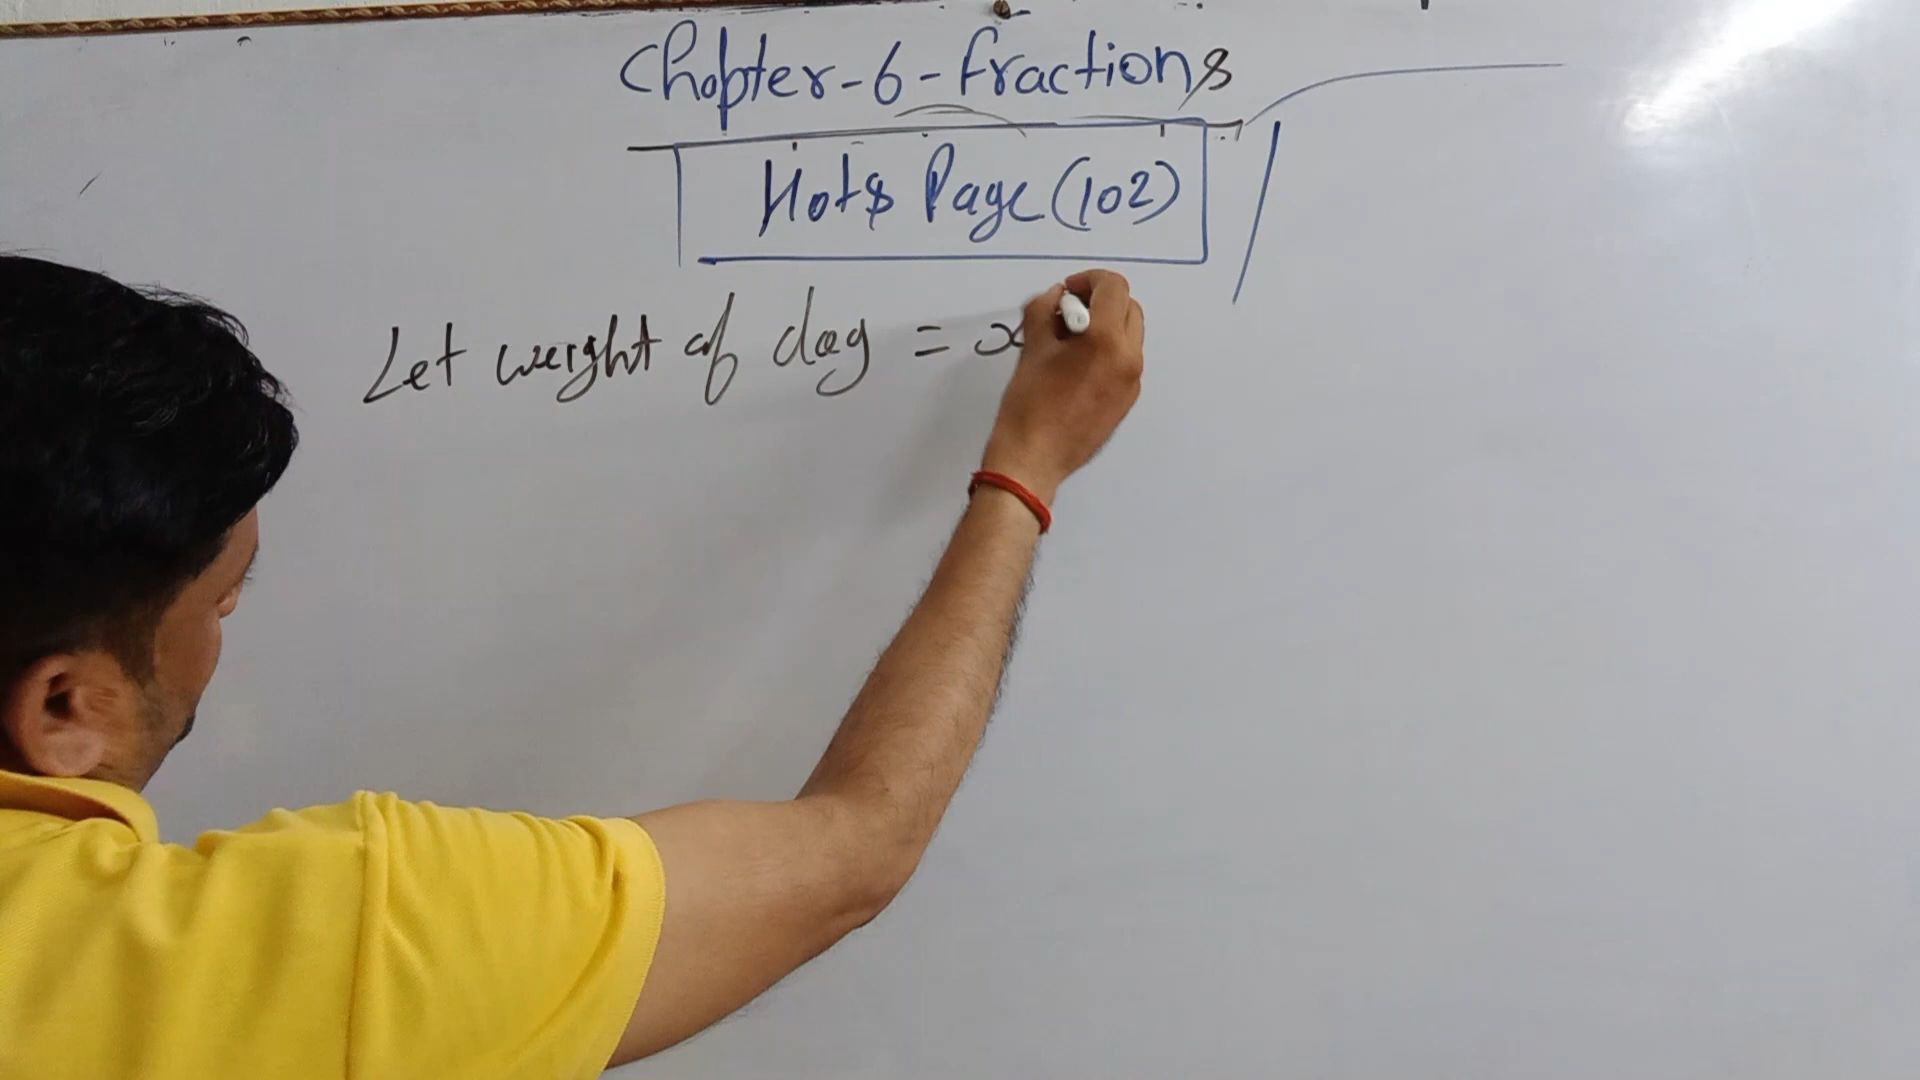 Chapter-6-fractions
Hots Page (102)
Let weight of dog = x